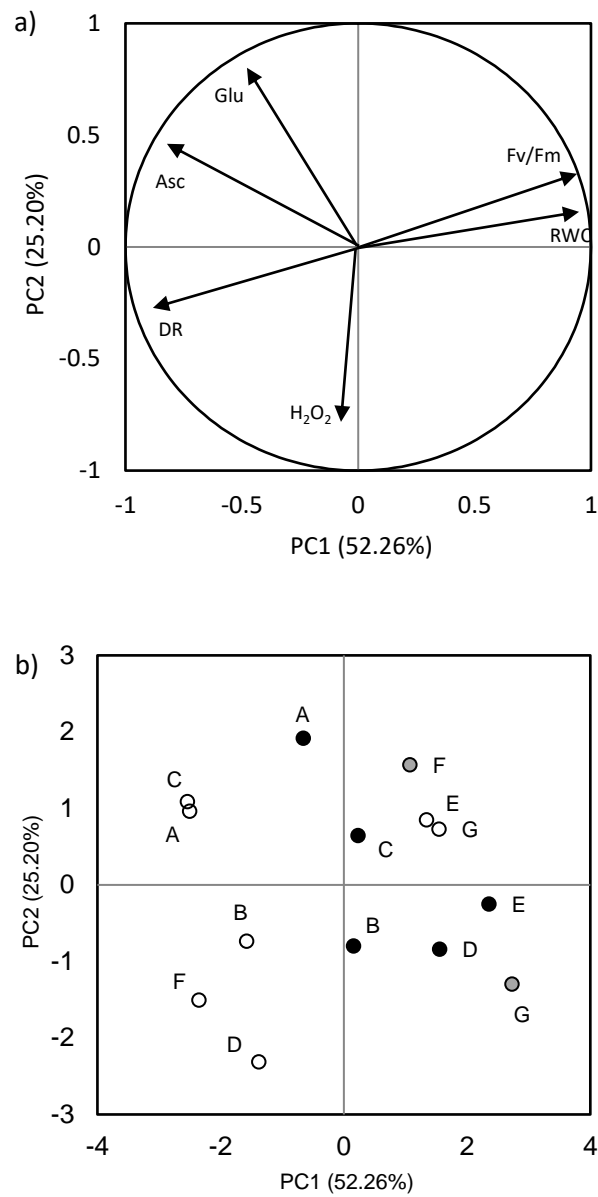 a)
1
0.5
0
-0.5
-1
-1 -0.5 0 0.5 1
PC2 (25.20%)
PC1 (52.26%)
Glu
Asc
DR
H₂O₂
Fv/Fm
RWC
b)
3
2
1
0
-1
-2
-3
-4 -2 0 2 4
PC2 (25.20%)
PC1 (52.26%)
A
F
C
E
A
G
C
B
B
E
D
F
G
D